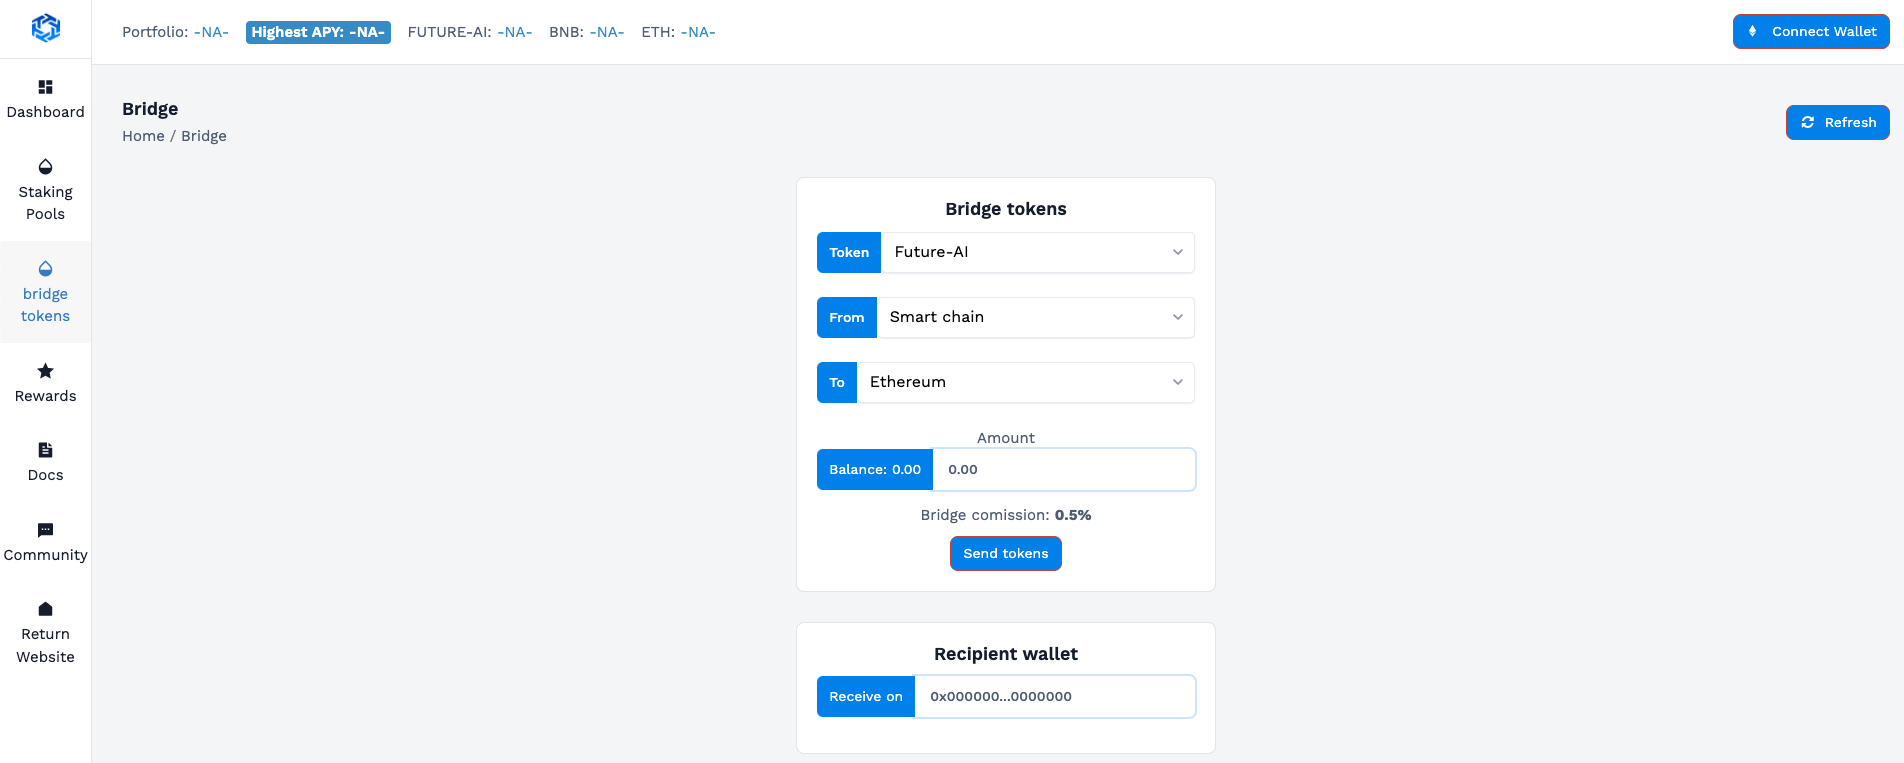 Portfolio: -NA- Highest APY: -NA- FUTURE-AI: -NA- BNB: -NA- ETH: -NA- Connect Wallet
Dashboard
Staking
Pools
bridge
tokens
Rewards
Docs
Community
Return
Website
Bridge
Home / Bridge
Refresh
Bridge tokens
Token Future-AI
From Smart chain
To Ethereum
Amount
Balance: 0.00 0.00
Bridge comission: 0.5%
Send tokens
Recipient wallet
Receive on 0x000000...0000000